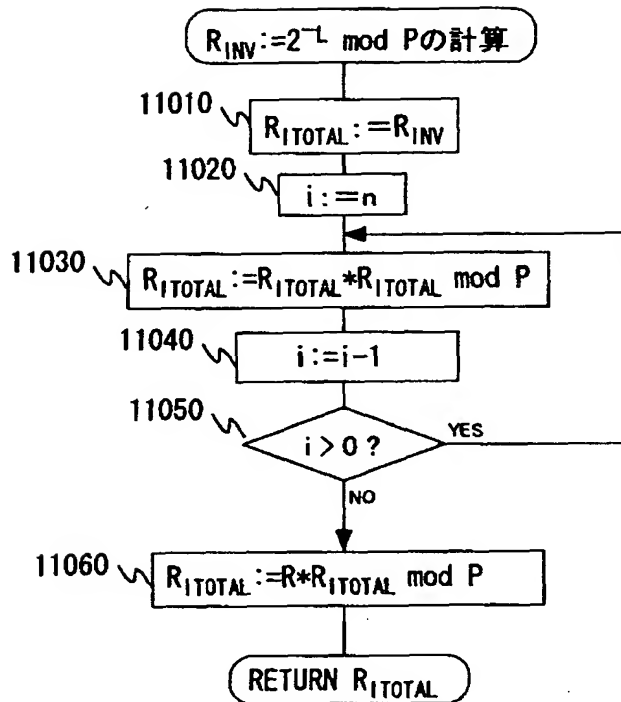 R_INV:=2^-L mod Pの計算
11010
R_ITOTAL:=R_INV
11020
i:=n
11030
R_ITOTAL:=R_ITOTAL*R_ITOTAL mod P
11040
i:=i-1
11050
i>0?
YES
NO
11060
R_ITOTAL:=R*R_ITOTAL mod P
RETURN R_ITOTAL